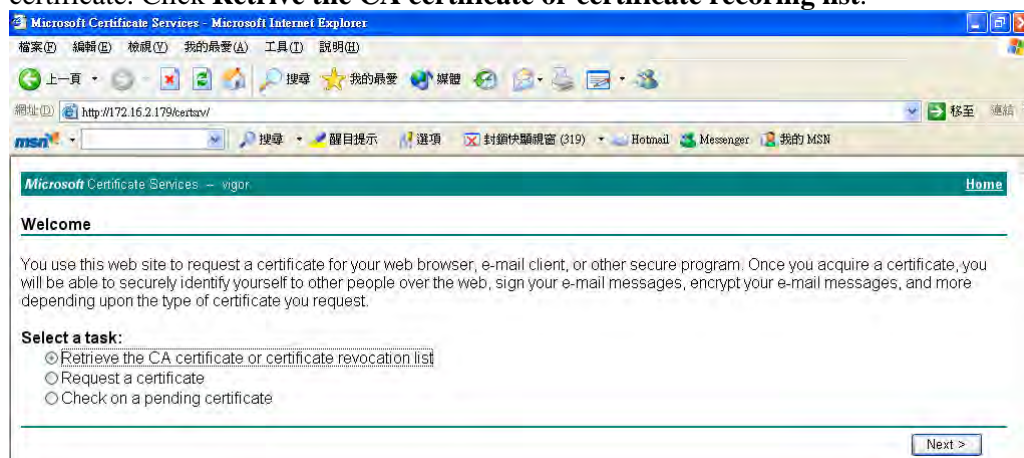 certificate. Click Retrive the CA certificate or certificate recoring list.
Microsoft Certificate Services - Microsoft Internet Explorer
檔案(F) 編輯(E) 檢視(V) 我的最愛(A) 工具(T) 說明(H)
上一頁 搜尋 我的最愛 媒體
網址(D) http://172.16.2.179/certsrv/ 移至 連結
msn 搜尋 醒目提示 選項 封鎖快顯視窗 (319) Hotmail Messenger 我的 MSN
Microsoft Certificate Services -- vigor Home
Welcome
You use this web site to request a certificate for your web browser, e-mail client, or other secure program. Once you acquire a certificate, you
will be able to securely identify yourself to other people over the web, sign your e-mail messages, encrypt your e-mail messages, and more
depending upon the type of certificate you request.
Select a task:
Retrieve the CA certificate or certificate revocation list
Request a certificate
Check on a pending certificate
Next >